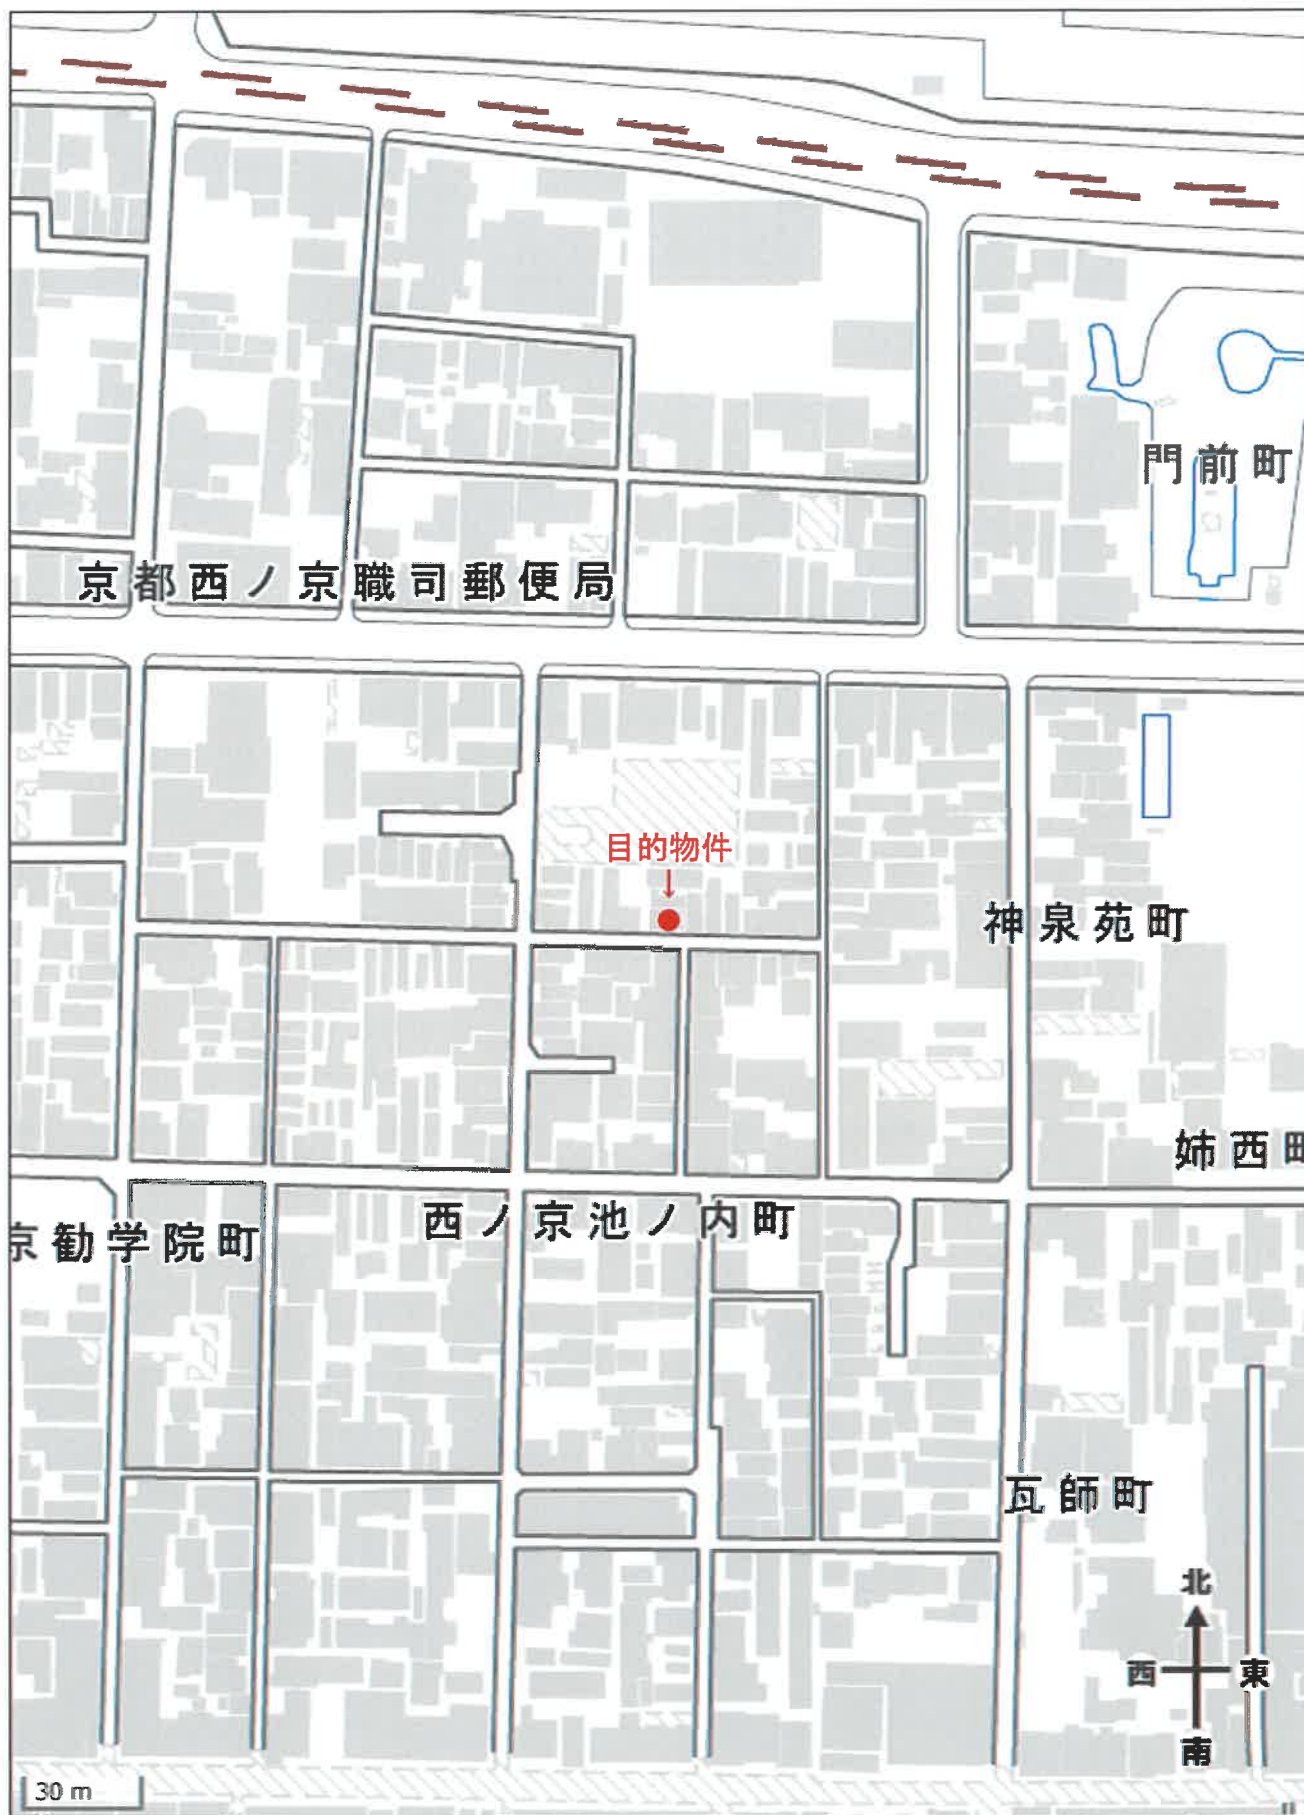 門前町
京都西ノ京職司郵便局
目的物件
↓
神泉苑町
姉西町
西ノ京池ノ内町
京勧学院町
瓦師町
北
西
東
南
30 m